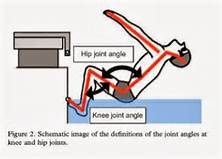 Hip joint angle
Knee joint angle
Figure 2. Schematic image of the definitions of the joint angles at
knee and hip joints.